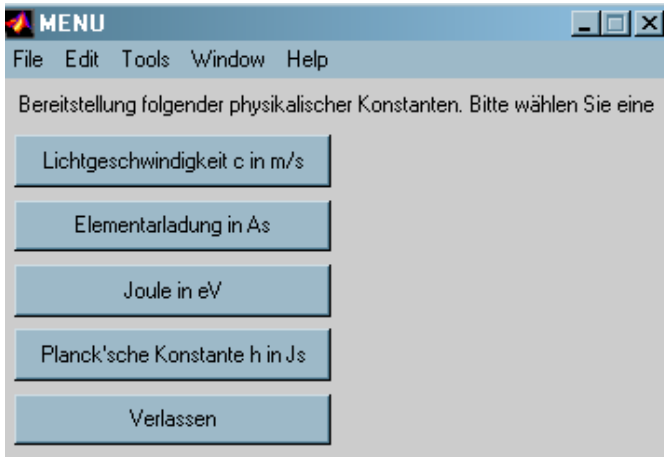 MENU
File Edit Tools Window Help
Bereitstellung folgender physikalischer Konstanten. Bitte wählen Sie eine
Lichtgeschwindigkeit c in m/s
Elementarladung in As
Joule in eV
Planck'sche Konstante h in Js
Verlassen